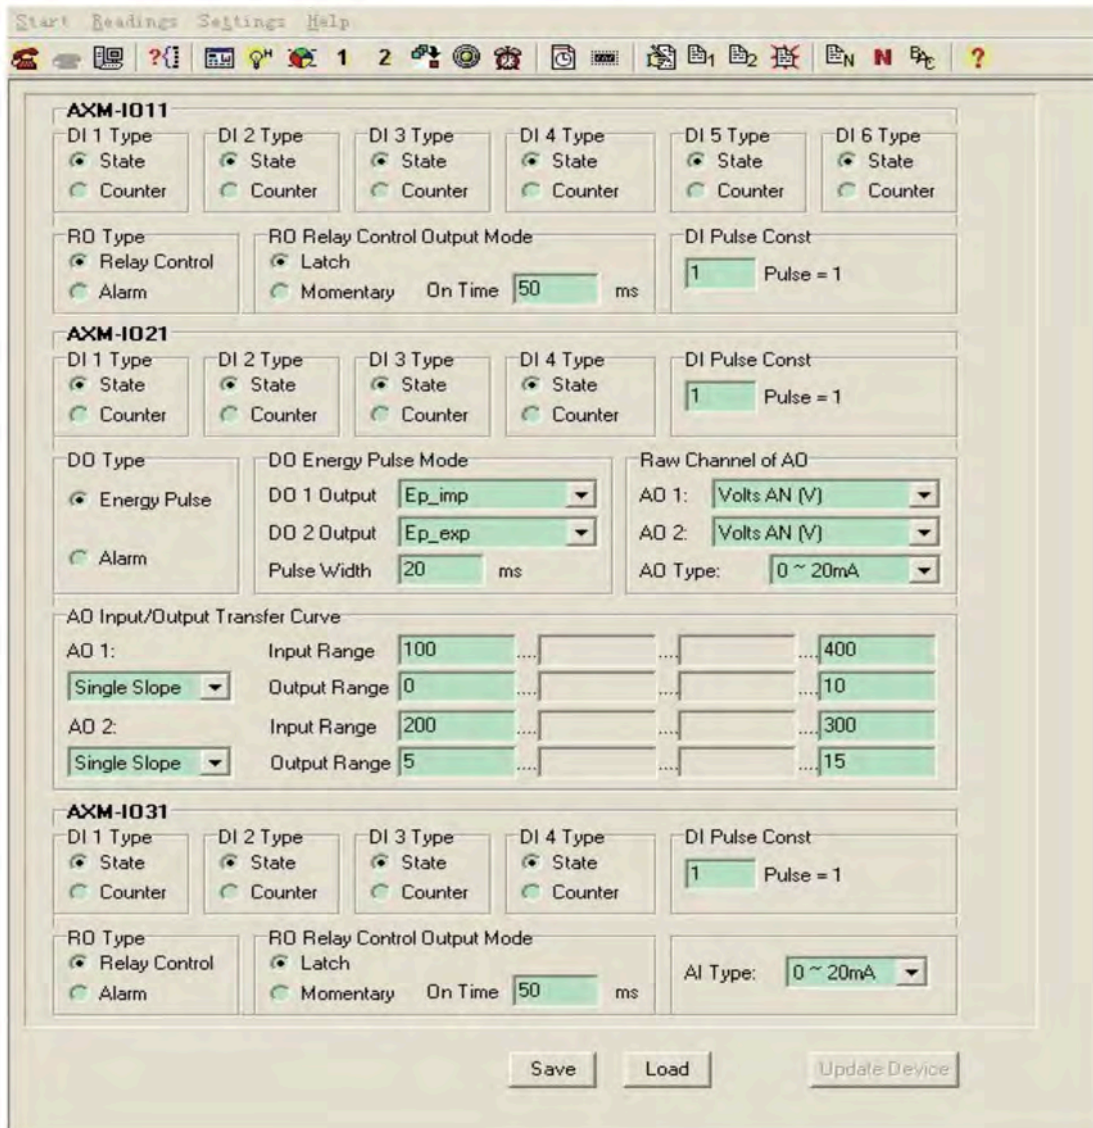 Start Readings Settings Help
?{} H 1 2 1 2 N N BAC ?
AXM-IO11
DI 1 Type DI 2 Type DI 3 Type DI 4 Type DI 5 Type DI 6 Type
State State State State State State
Counter Counter Counter Counter Counter Counter
RO Type RO Relay Control Output Mode DI Pulse Const
Relay Control Latch 1 Pulse = 1
Alarm Momentary On Time 50 ms
AXM-IO21
DI 1 Type DI 2 Type DI 3 Type DI 4 Type DI Pulse Const
State State State State 1 Pulse = 1
Counter Counter Counter Counter
DO Type DO Energy Pulse Mode Raw Channel of AO
Energy Pulse DO 1 Output Ep_imp AO 1: Volts AN (V)
DO 2 Output Ep_exp AO 2: Volts AN (V)
Alarm Pulse Width 20 ms AO Type: 0 ~ 20mA
AO Input/Output Transfer Curve
AO 1: Input Range 100 .... .... .... 400
Single Slope Output Range 0 .... .... .... 10
AO 2: Input Range 200 .... .... .... 300
Single Slope Output Range 5 .... .... .... 15
AXM-IO31
DI 1 Type DI 2 Type DI 3 Type DI 4 Type DI Pulse Const
State State State State 1 Pulse = 1
Counter Counter Counter Counter
RO Type RO Relay Control Output Mode
Relay Control Latch AI Type: 0 ~ 20mA
Alarm Momentary On Time 50 ms
Save Load Update Device